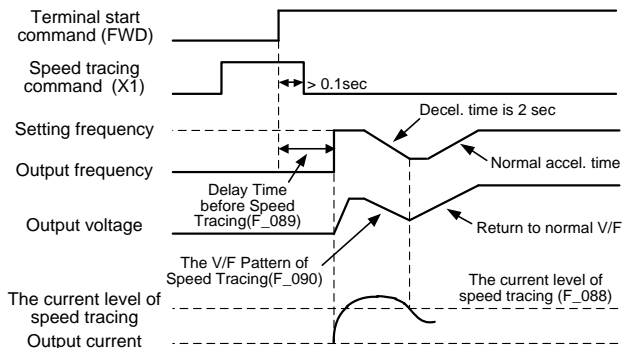 Terminal start
command (FWD)
Speed tracing
command (X1)
> 0.1sec
Decel. time is 2 sec
Setting frequency
Normal accel. time
Output frequency
Delay Time
before Speed
Tracing(F_089)
Output voltage
Return to normal V/F
The V/F Pattern of
Speed Tracing(F_090)
The current level of
speed tracing (F_088)
The current level of
speed tracing
Output current